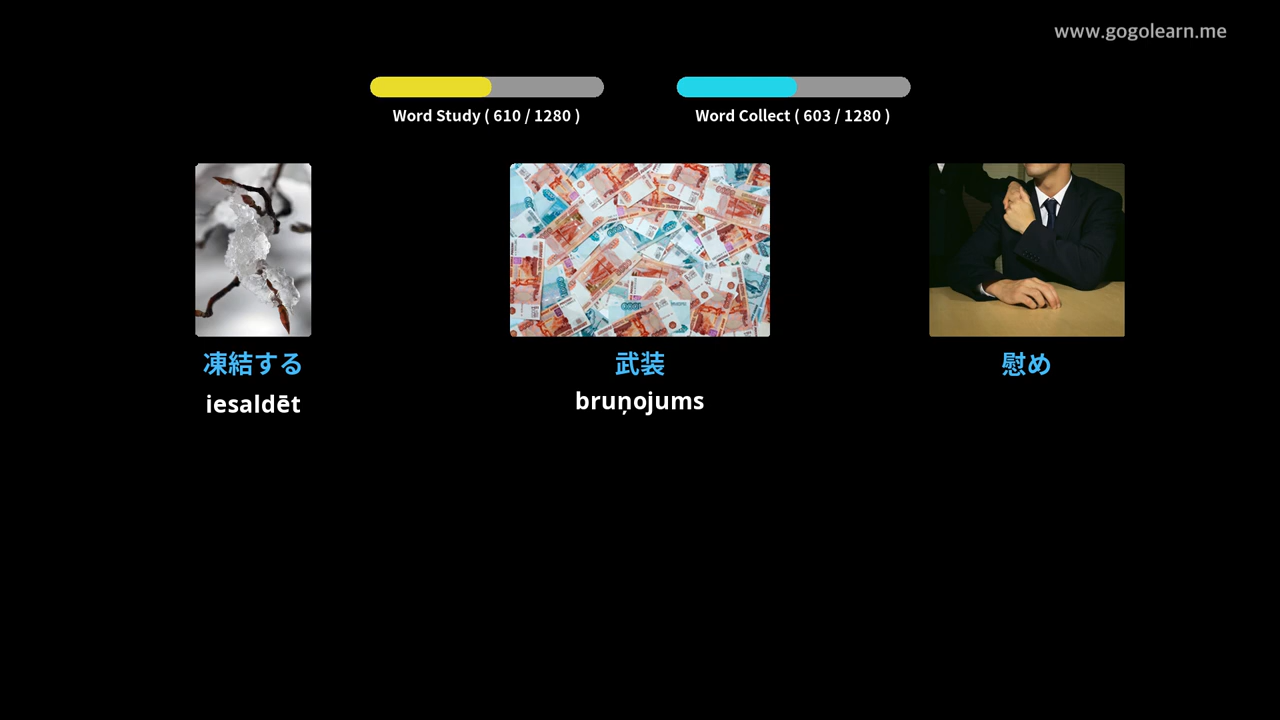 www.gogolearn.me
Word Study ( 610 / 1280 )
Word Collect ( 603 / 1280 )
凍結する
武装
慰め
iesaldēt
bruņojums